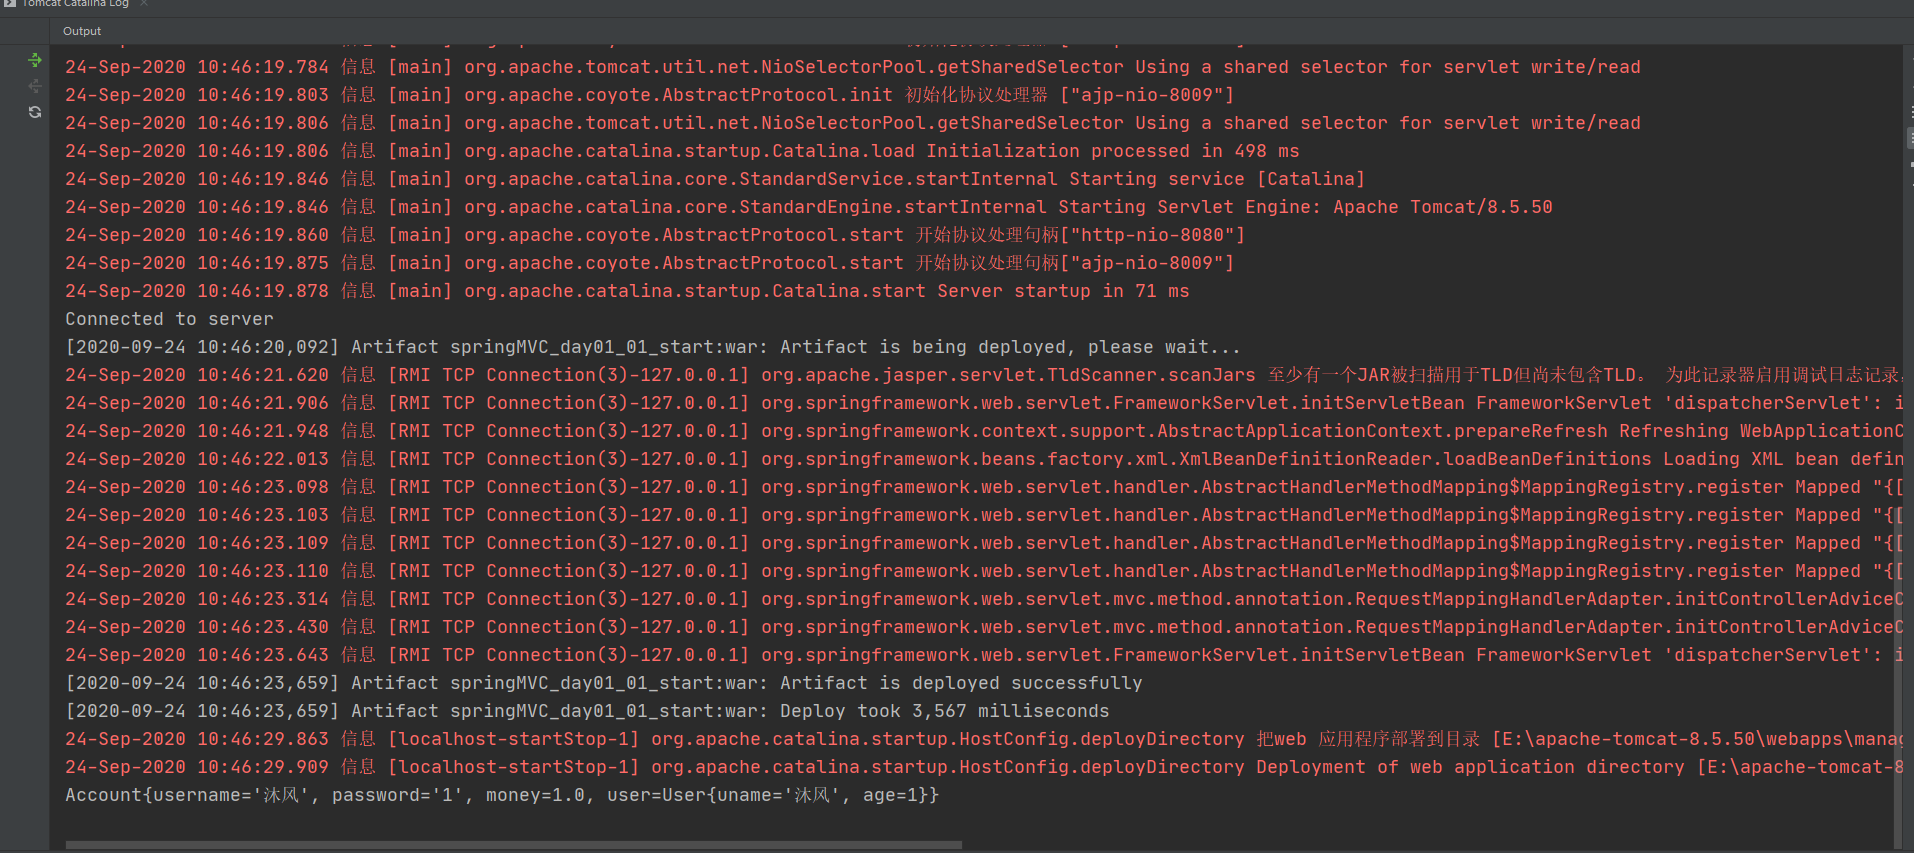 Tomcat Catalina Log
Output
24-Sep-2020 10:46:19.784 信息 [main] org.apache.tomcat.util.net.NioSelectorPool.getSharedSelector Using a shared selector for servlet write/read
24-Sep-2020 10:46:19.803 信息 [main] org.apache.coyote.AbstractProtocol.init 初始化协议处理器 ["ajp-nio-8009"]
24-Sep-2020 10:46:19.806 信息 [main] org.apache.tomcat.util.net.NioSelectorPool.getSharedSelector Using a shared selector for servlet write/read
24-Sep-2020 10:46:19.806 信息 [main] org.apache.catalina.startup.Catalina.load Initialization processed in 498 ms
24-Sep-2020 10:46:19.846 信息 [main] org.apache.catalina.core.StandardService.startInternal Starting service [Catalina]
24-Sep-2020 10:46:19.846 信息 [main] org.apache.catalina.core.StandardEngine.startInternal Starting Servlet Engine: Apache Tomcat/8.5.50
24-Sep-2020 10:46:19.860 信息 [main] org.apache.coyote.AbstractProtocol.start 开始协议处理句柄["http-nio-8080"]
24-Sep-2020 10:46:19.875 信息 [main] org.apache.coyote.AbstractProtocol.start 开始协议处理句柄["ajp-nio-8009"]
24-Sep-2020 10:46:19.878 信息 [main] org.apache.catalina.startup.Catalina.start Server startup in 71 ms
Connected to server
[2020-09-24 10:46:20,092] Artifact springMVC_day01_01_start:war: Artifact is being deployed, please wait...
24-Sep-2020 10:46:21.620 信息 [RMI TCP Connection(3)-127.0.0.1] org.apache.jasper.servlet.TldScanner.scanJars 至少有一个JAR被扫描用于TLD但尚未包含TLD。 为此记录器启用调试日志记录,
24-Sep-2020 10:46:21.906 信息 [RMI TCP Connection(3)-127.0.0.1] org.springframework.web.servlet.FrameworkServlet.initServletBean FrameworkServlet 'dispatcherServlet': i
24-Sep-2020 10:46:21.948 信息 [RMI TCP Connection(3)-127.0.0.1] org.springframework.context.support.AbstractApplicationContext.prepareRefresh Refreshing WebApplicationC
24-Sep-2020 10:46:22.013 信息 [RMI TCP Connection(3)-127.0.0.1] org.springframework.beans.factory.xml.XmlBeanDefinitionReader.loadBeanDefinitions Loading XML bean defin
24-Sep-2020 10:46:23.098 信息 [RMI TCP Connection(3)-127.0.0.1] org.springframework.web.servlet.handler.AbstractHandlerMethodMapping$MappingRegistry.register Mapped "{[
24-Sep-2020 10:46:23.103 信息 [RMI TCP Connection(3)-127.0.0.1] org.springframework.web.servlet.handler.AbstractHandlerMethodMapping$MappingRegistry.register Mapped "{[
24-Sep-2020 10:46:23.109 信息 [RMI TCP Connection(3)-127.0.0.1] org.springframework.web.servlet.handler.AbstractHandlerMethodMapping$MappingRegistry.register Mapped "{[
24-Sep-2020 10:46:23.110 信息 [RMI TCP Connection(3)-127.0.0.1] org.springframework.web.servlet.handler.AbstractHandlerMethodMapping$MappingRegistry.register Mapped "{[
24-Sep-2020 10:46:23.314 信息 [RMI TCP Connection(3)-127.0.0.1] org.springframework.web.servlet.mvc.method.annotation.RequestMappingHandlerAdapter.initControllerAdviceC
24-Sep-2020 10:46:23.430 信息 [RMI TCP Connection(3)-127.0.0.1] org.springframework.web.servlet.mvc.method.annotation.RequestMappingHandlerAdapter.initControllerAdviceC
24-Sep-2020 10:46:23.643 信息 [RMI TCP Connection(3)-127.0.0.1] org.springframework.web.servlet.FrameworkServlet.initServletBean FrameworkServlet 'dispatcherServlet': i
[2020-09-24 10:46:23,659] Artifact springMVC_day01_01_start:war: Artifact is deployed successfully
[2020-09-24 10:46:23,659] Artifact springMVC_day01_01_start:war: Deploy took 3,567 milliseconds
24-Sep-2020 10:46:29.863 信息 [localhost-startStop-1] org.apache.catalina.startup.HostConfig.deployDirectory 把web 应用程序部署到目录 [E:\apache-tomcat-8.5.50\webapps\manag
24-Sep-2020 10:46:29.909 信息 [localhost-startStop-1] org.apache.catalina.startup.HostConfig.deployDirectory Deployment of web application directory [E:\apache-tomcat-8
Account{username='沐风', password='1', money=1.0, user=User{uname='沐风', age=1}}